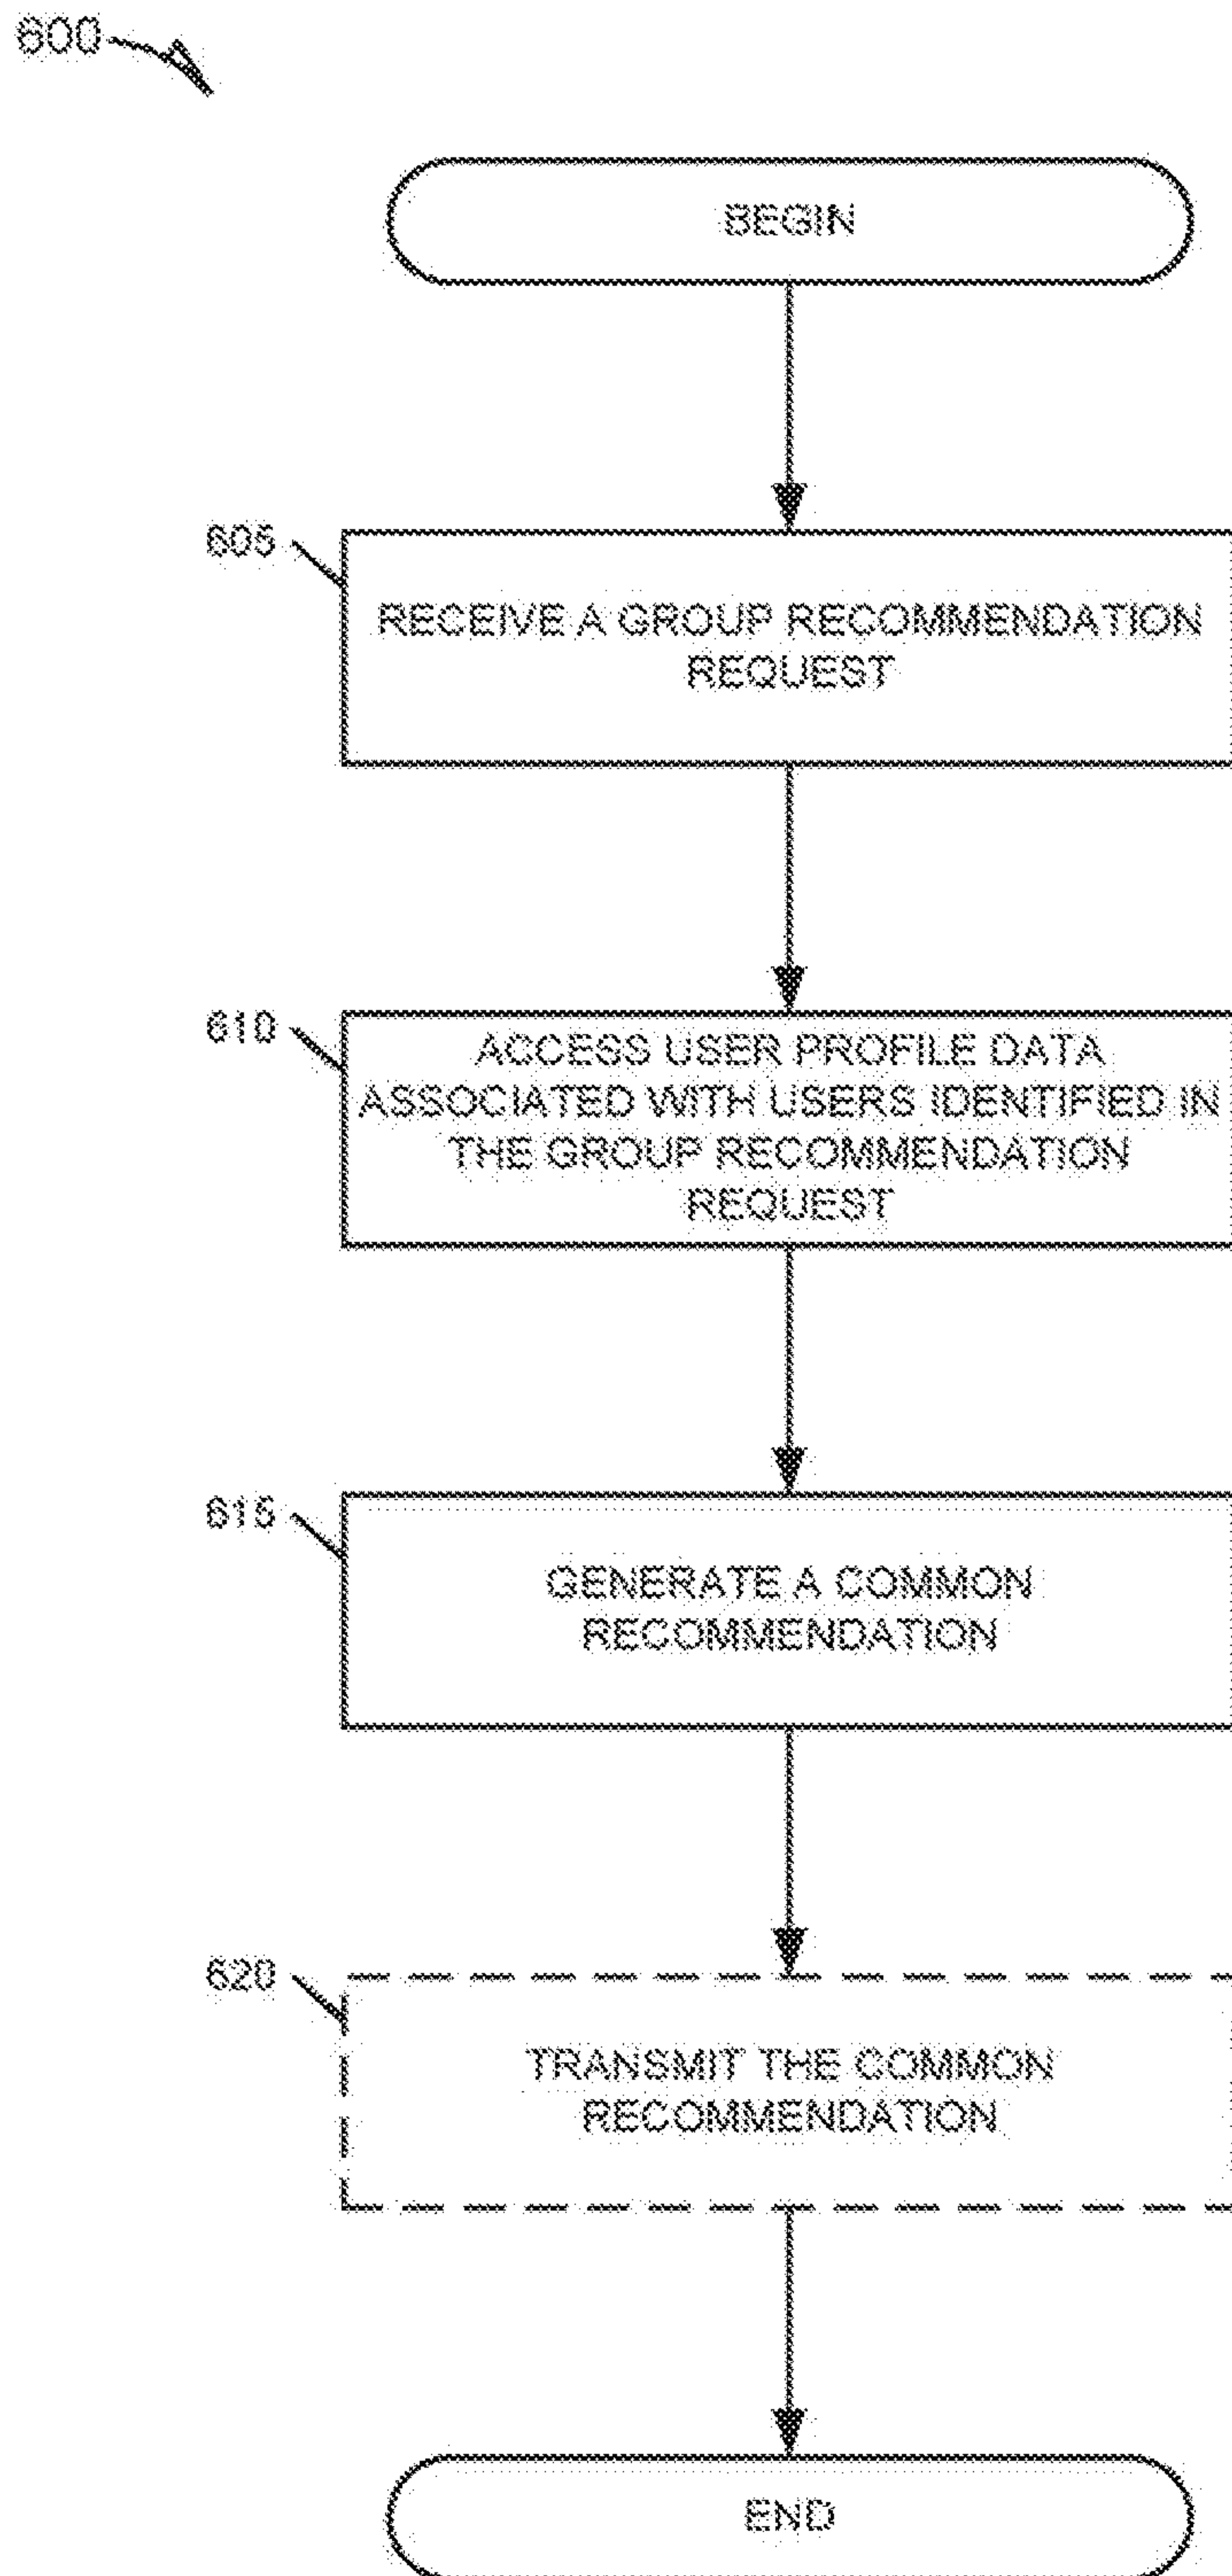 600
BEGIN
605
RECEIVE A GROUP RECOMMENDATION
REQUEST
610
ACCESS USER PROFILE DATA
ASSOCIATED WITH USERS IDENTIFIED IN
THE GROUP RECOMMENDATION
REQUEST
615
GENERATE A COMMON
RECOMMENDATION
620
TRANSMIT THE COMMON
RECOMMENDATION
END